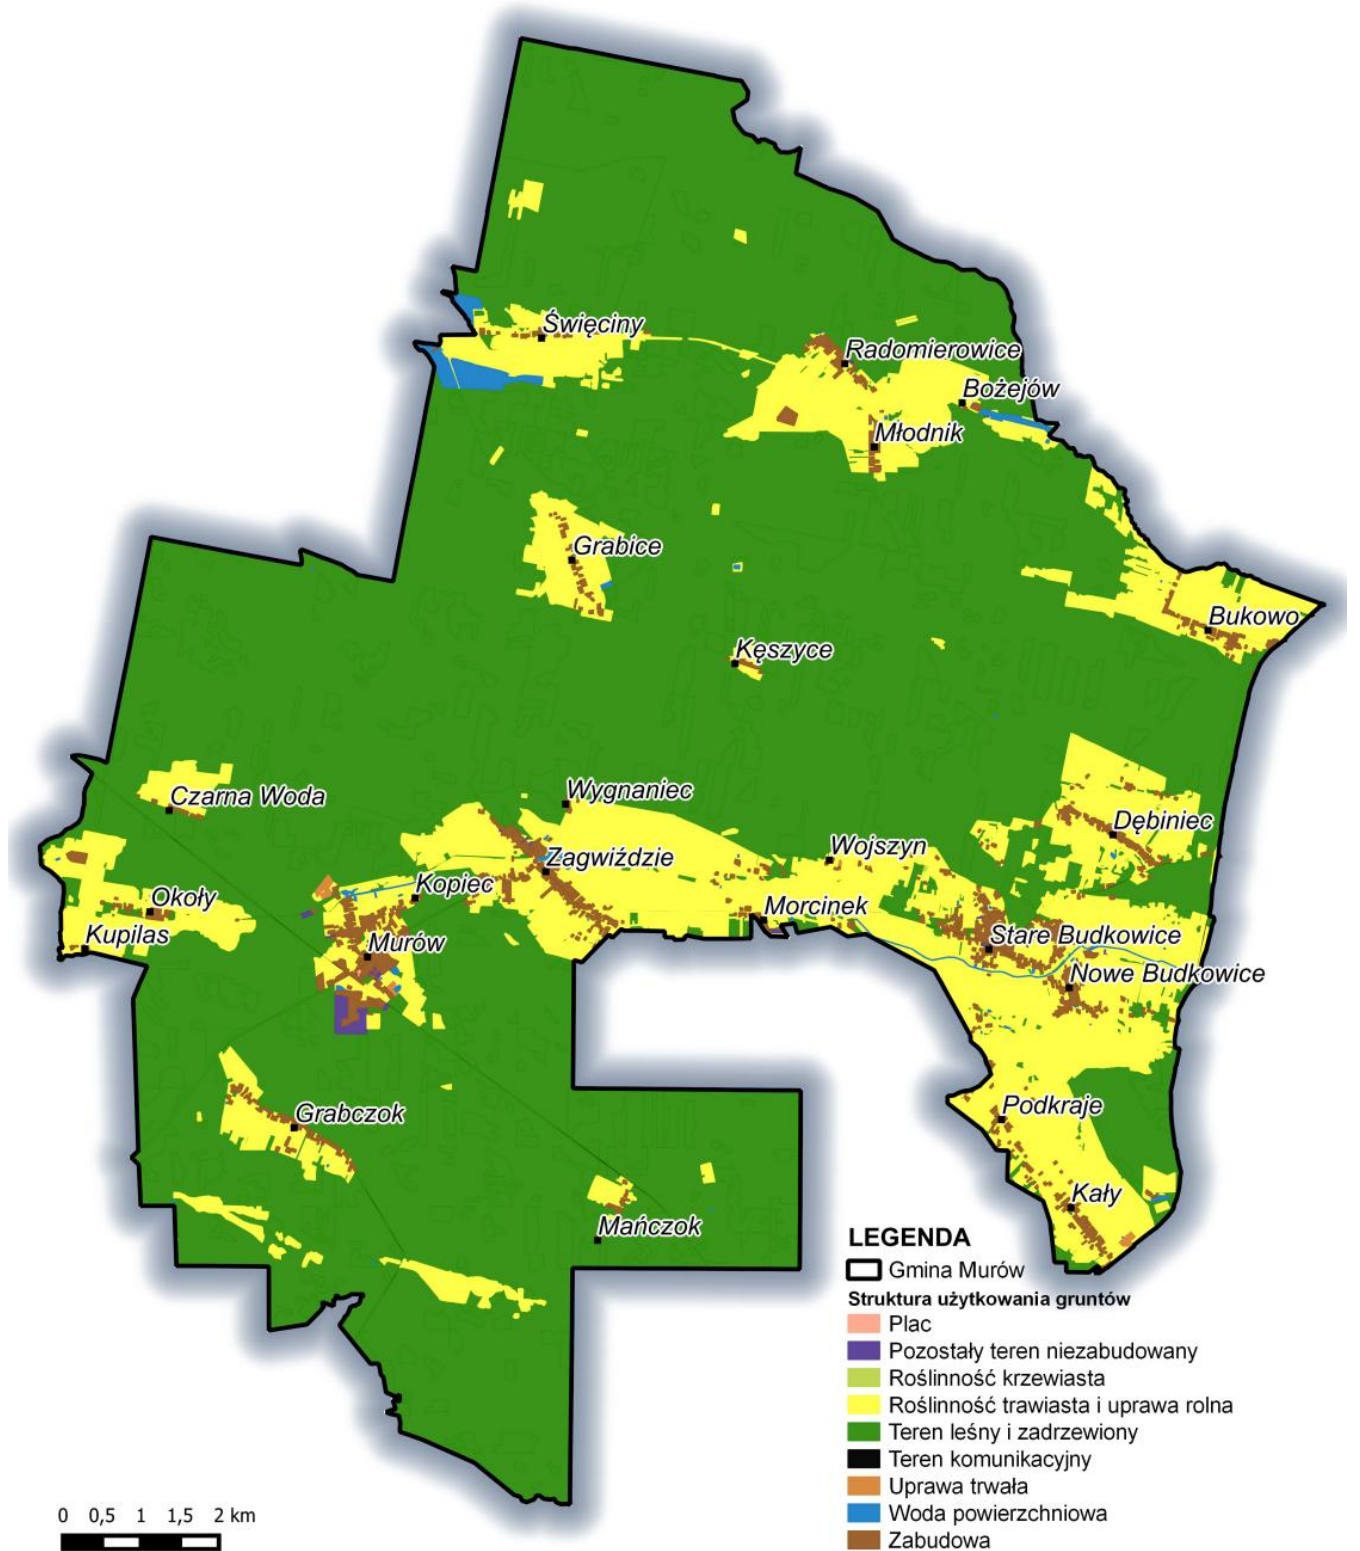 Święciny
Radomierowice
Bożejów
Młodnik
Grabice
Bukowo
Kęszyce
Wygnaniec
Czarna Woda
Dębiniec
Wojszyn
Zagwiździe
Kopiec
Okoły
Morcinek
Kupilas
Murów
Stare Budkowice
Nowe Budkowice
Podkraje
Grabczok
Kały
Mańczok
LEGENDA
Gmina Murów
Struktura użytkowania gruntów
Plac
Pozostały teren niezabudowany
Roślinność krzewiasta
Roślinność trawiasta i uprawa rolna
Teren leśny i zadrzewiony
Teren komunikacyjny
Uprawa trwała
Woda powierzchniowa
Zabudowa
0 0,5 1 1,5 2 km